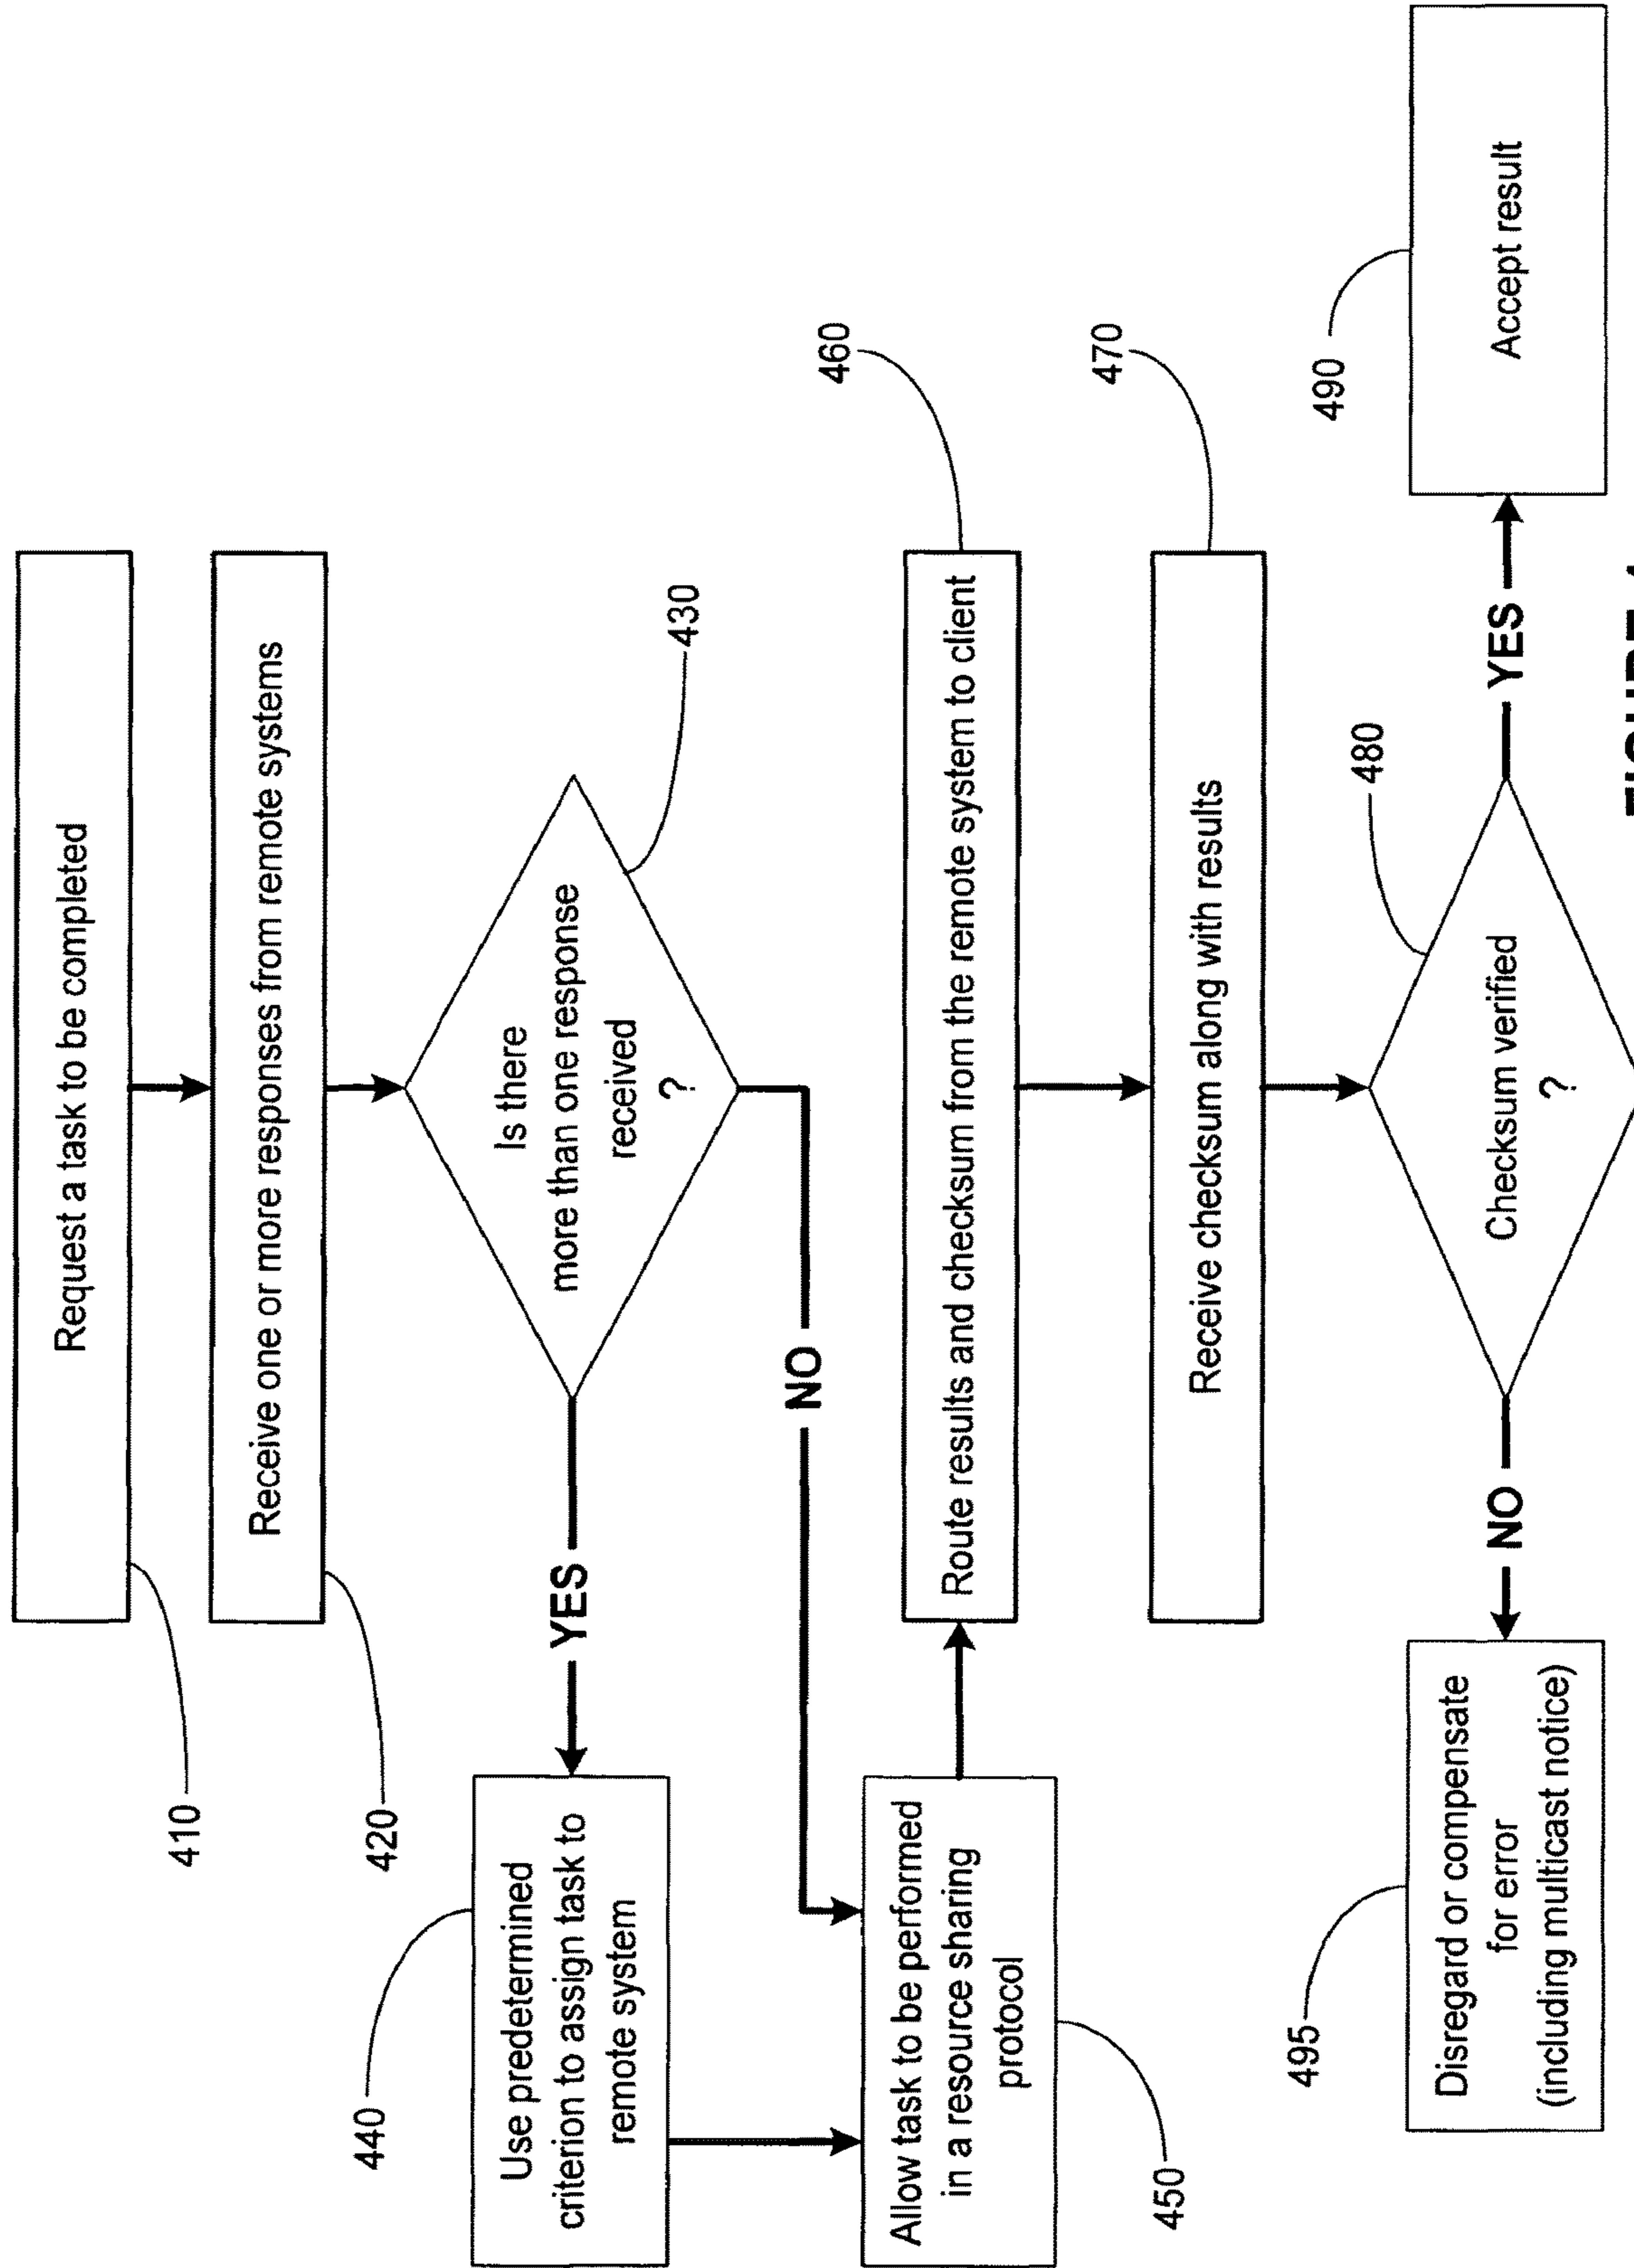 Request a task to be completed
410
Receive one or more responses from remote systems
420
Is there
more than one response
received
?
430
YES
NO
Use predetermined
criterion to assign task to
remote system
440
Allow task to be performed
in a resource sharing
protocol
450
Route results and checksum from the remote system to client
460
Receive checksum along with results
470
Checksum verified
?
480
YES
Accept result
490
NO
Disregard or compensate
for error
(including multicast notice)
495